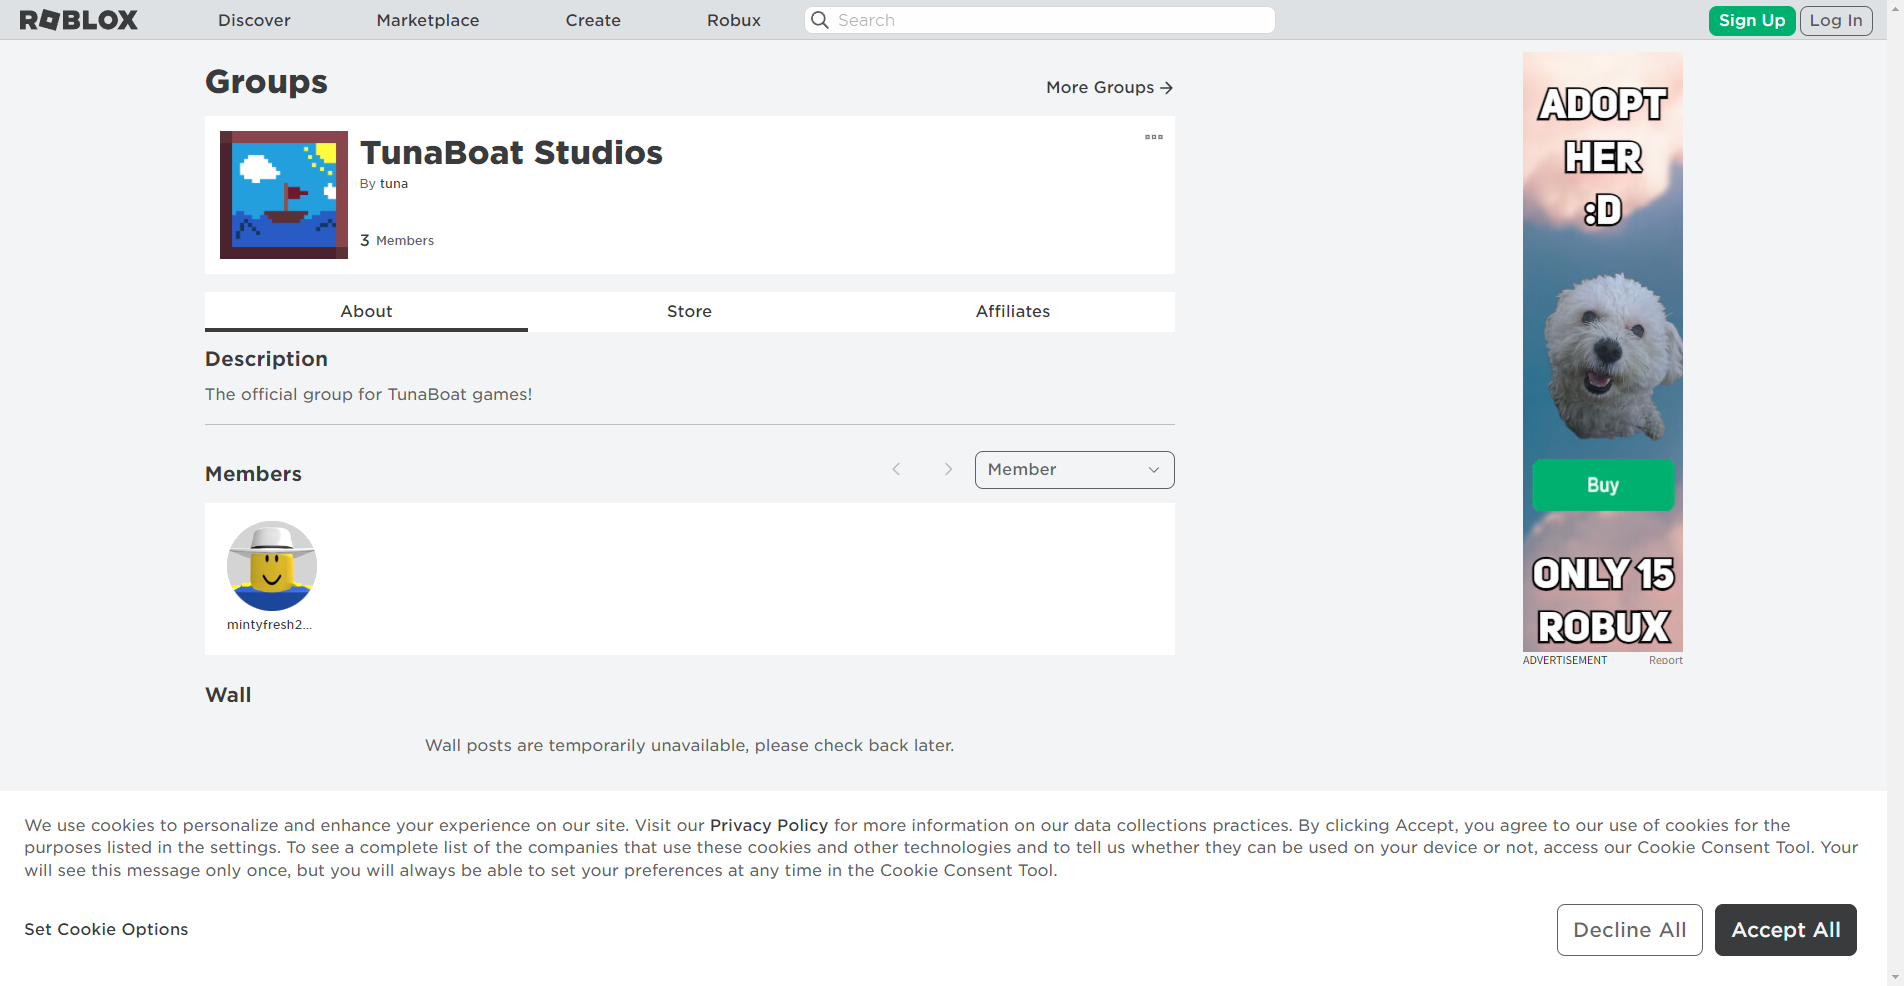 ROBLOX
Discover
Marketplace
Create
Robux
Search
Sign Up
Log In
Groups
More Groups
TunaBoat Studios
By tuna
3 Members
About
Store
Affiliates
Description
The official group for TunaBoat games!
Members
Member
mintyfresh2...
Wall
Wall posts are temporarily unavailable, please check back later.
ADOPT
HER
:D
Buy
ONLY 15
ROBUX
ADVERTISEMENT
Report
We use cookies to personalize and enhance your experience on our site. Visit our Privacy Policy for more information on our data collections practices. By clicking Accept, you agree to our use of cookies for the
purposes listed in the settings. To see a complete list of the companies that use these cookies and other technologies and to tell us whether they can be used on your device or not, access our Cookie Consent Tool. Your
will see this message only once, but you will always be able to set your preferences at any time in the Cookie Consent Tool.
Set Cookie Options
Decline All
Accept All